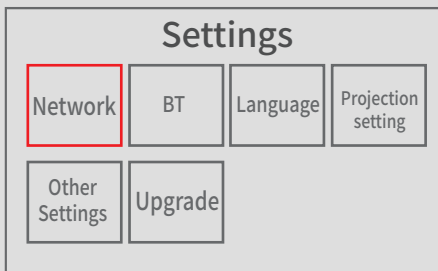 Settings
Network
BT
Language
Projection
setting
Other
Settings
Upgrade